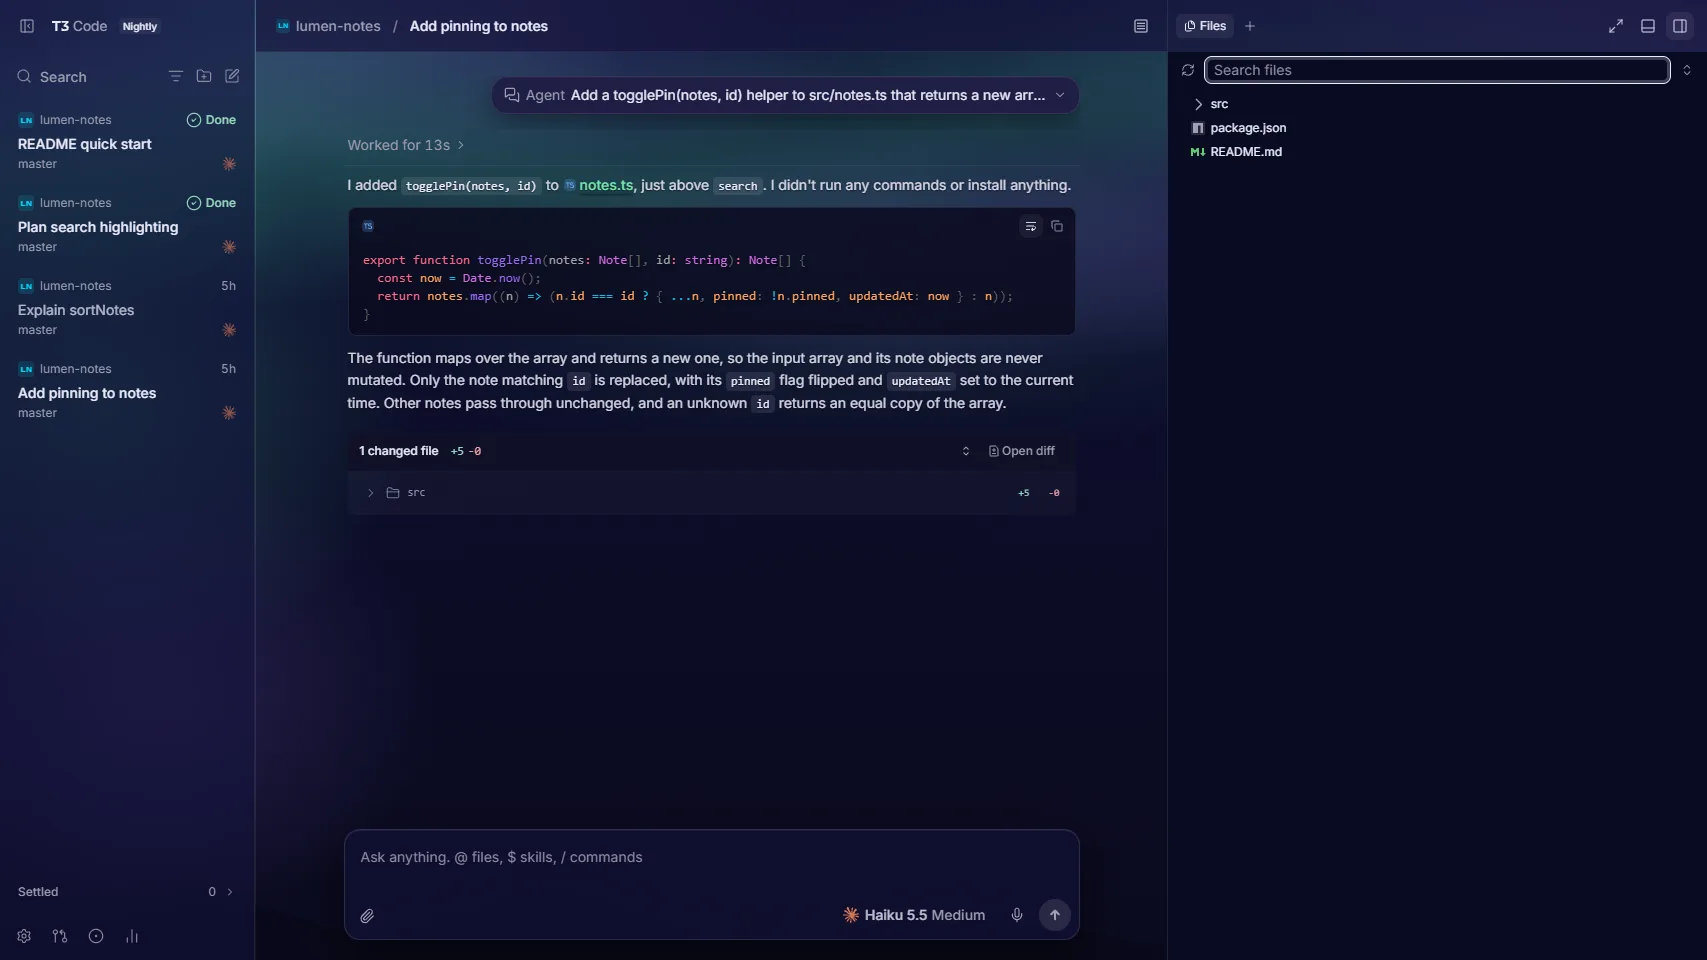 T3 Code Nightly
Search
LN lumen-notes Done
README quick start
master
LN lumen-notes Done
Plan search highlighting
master
LN lumen-notes 5h
Explain sortNotes
master
LN lumen-notes 5h
Add pinning to notes
master
Settled 0
LN lumen-notes / Add pinning to notes
Agent Add a togglePin(notes, id) helper to src/notes.ts that returns a new arr...
Worked for 13s
I added togglePin(notes, id) to TS notes.ts, just above search. I didn't run any commands or install anything.
TS
export function togglePin(notes: Note[], id: string): Note[] {
const now = Date.now();
return notes.map((n) => (n.id === id ? { ...n, pinned: !n.pinned, updatedAt: now } : n));
}
The function maps over the array and returns a new one, so the input array and its note objects are never
mutated. Only the note matching id is replaced, with its pinned flag flipped and updatedAt set to the current
time. Other notes pass through unchanged, and an unknown id returns an equal copy of the array.
1 changed file +5 -0 Open diff
src +5 -0
Ask anything. @ files, $ skills, / commands
Haiku 5.5 Medium
Files
Search files
src
package.json
M↓ README.md